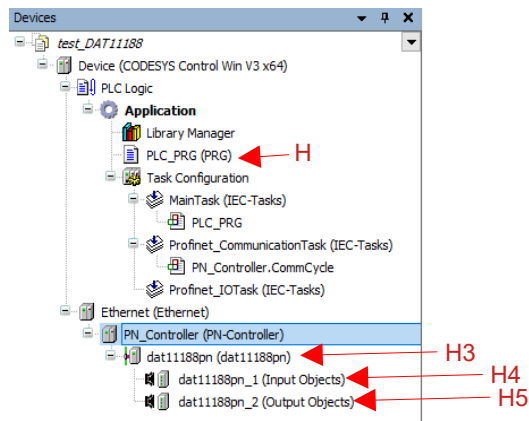 Devices
test_DAT11188
Device (CODESYS Control Win V3 x64)
PLC Logic
Application
Library Manager
PLC_PRG (PRG) H
Task Configuration
MainTask (IEC-Tasks)
PLC_PRG
Profinet_CommunicationTask (IEC-Tasks)
PN_Controller.CommCycle
Profinet_IOTask (IEC-Tasks)
Ethernet (Ethernet)
PN_Controller (PN-Controller)
dat11188pn (dat11188pn) H3
dat11188pn_1 (Input Objects) H4
dat11188pn_2 (Output Objects) H5